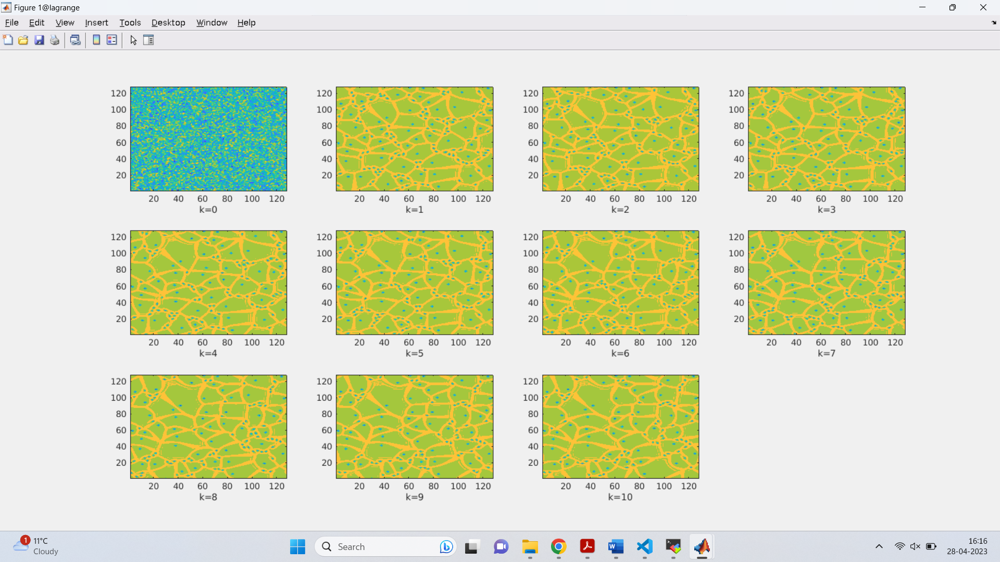 Figure 1@lagrange
File Edit View Insert Tools Desktop Window Help
120 120 120 120
100 100 100 100
80 80 80 80
60 60 60 60
40 40 40 40
20 20 20 20
20 40 60 80 100 120 20 40 60 80 100 120 20 40 60 80 100 120 20 40 60 80 100 120
k=0 k=1 k=2 k=3
120 120 120 120
100 100 100 100
80 80 80 80
60 60 60 60
40 40 40 40
20 20 20 20
20 40 60 80 100 120 20 40 60 80 100 120 20 40 60 80 100 120 20 40 60 80 100 120
k=4 k=5 k=6 k=7
120 120 120
100 100 100
80 80 80
60 60 60
40 40 40
20 20 20
20 40 60 80 100 120 20 40 60 80 100 120 20 40 60 80 100 120
k=8 k=9 k=10
1 11°C
Cloudy
Search
W
16:16
28-04-2023